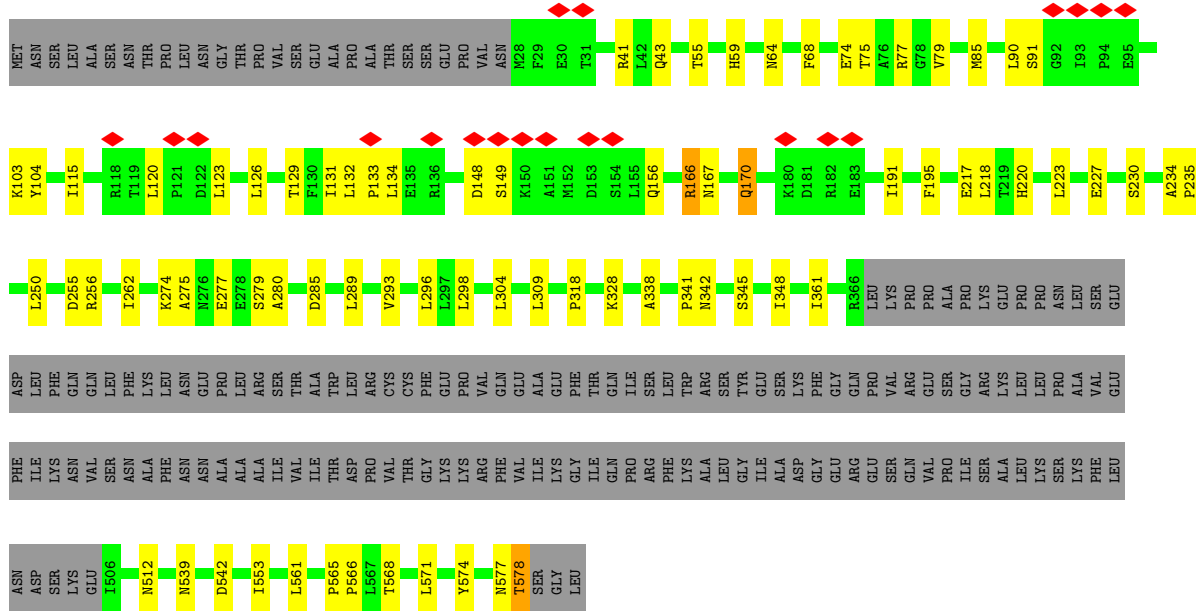 MET ASN SER LEU ALA SER ASN THR PRO LEU ASN GLY THR PRO VAL SER GLU ALA PRO ALA THR SER SER GLU PRO VAL ASN M28 F29 E30 T31 R41 L42 Q43 T55 H59 N64 F68 E74 T75 A76 R77 G78 V79 M85 L90 S91 G92 I93 P94 E95
K103 Y104 I115 R118 T119 L120 P121 D122 L123 L126 T129 F130 I131 L132 P133 L134 E135 R136 D148 S149 K150 A151 M152 D153 S154 L155 Q156 R166 N167 Q170 K180 D181 R182 E183 I191 F195 E217 L218 T219 H220 L223 E227 S230 A234 P235
L250 D255 R256 I262 K274 A275 N276 E277 E278 S279 A280 D285 L289 V293 L296 L297 L298 L304 L309 P318 K328 A338 P341 N342 S345 I348 I361 R366 LEU LYS PRO PRO ALA PRO LYS GLU PRO PRO ASN LEU SER GLU
ASP LEU PHE GLN GLN LEU PHE LYS LEU ASN GLU PRO LEU ARG SER THR ALA TRP LEU ARG CYS CYS PHE GLU PRO VAL GLN GLU ALA GLU PHE THR GLN ILE SER LEU TRP ARG SER TYR GLU SER LYS PHE GLY GLN PRO VAL ARG GLU SER GLY ARG LYS LEU LEU PRO ALA VAL GLU
PHE ILE LYS ASN VAL SER ASN ALA PHE ASN ASN ALA ALA ALA ILE VAL ILE THR ASP PRO VAL THR GLY LYS LYS ARG PHE VAL ILE LYS GLY ILE GLN PRO ARG PHE LYS ALA LEU GLY ILE ALA ASP GLY GLU ARG GLU SER GLN VAL PRO ILE SER ALA LEU LYS SER LYS PHE LEU
ASN ASP SER LYS GLU I506 N512 N539 D542 I553 L561 P565 P566 L567 T568 L571 Y574 N577 T578 SER GLY LEU